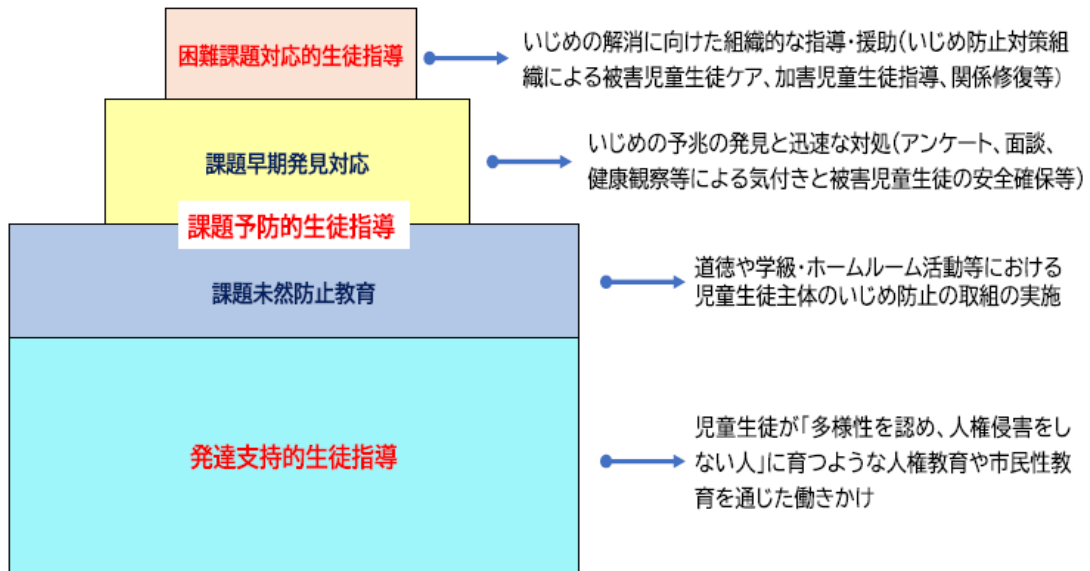 困難課題対応的生徒指導
いじめの解消に向けた組織的な指導・援助(いじめ防止対策組
織による被害児童生徒ケア、加害児童生徒指導、関係修復等)
課題早期発見対応
いじめの予兆の発見と迅速な対処(アンケート、面談、
健康観察等による気付きと被害児童生徒の安全確保等)
課題予防的生徒指導
課題未然防止教育
道徳や学級・ホームルーム活動等における
児童生徒主体のいじめ防止の取組の実施
発達支持的生徒指導
児童生徒が「多様性を認め、人権侵害をし
ない人」に育つような人権教育や市民性教
育を通じた働きかけ